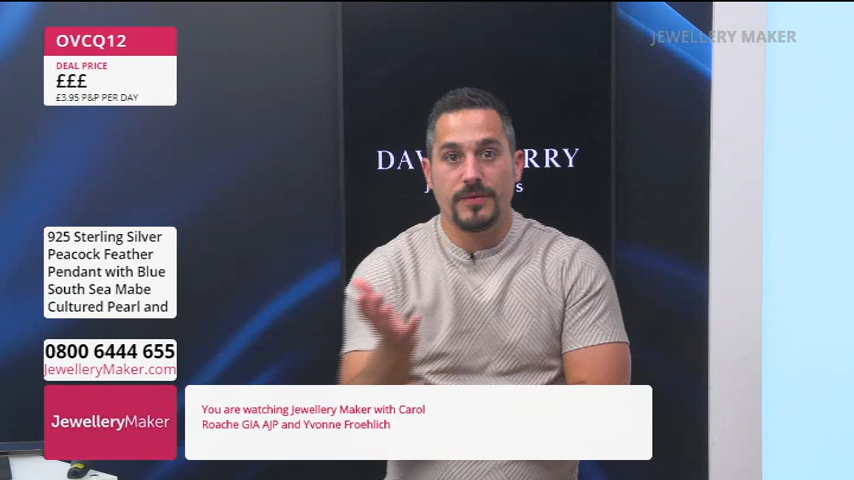 OVCQ12
DEAL PRICE
£££
£3.95 P&P PER DAY
JEWELLERY MAKER
925 Sterling Silver
Peacock Feather
Pendant with Blue
South Sea Mabe
Cultured Pearl and
0800 6444 655
JewelleryMaker.com
JewelleryMaker
You are watching Jewellery Maker with Carol
Roache GIA AJP and Yvonne Froehlich